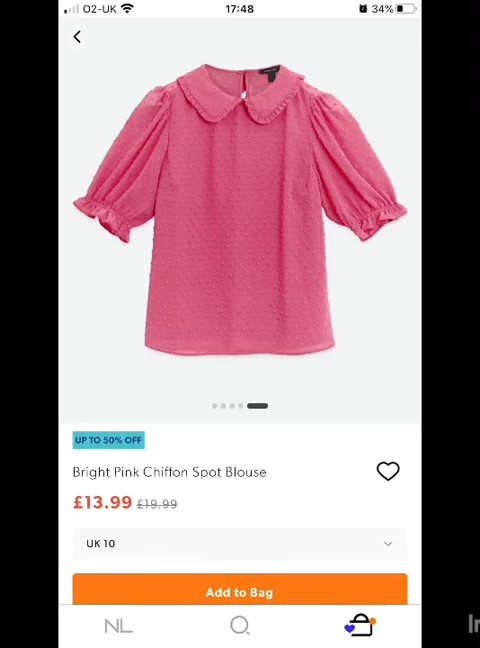 O2-UK 17:48 34%
UP TO 50% OFF
Bright Pink Chiffon Spot Blouse
£13.99 £19.99
UK 10
Add to Bag
NL